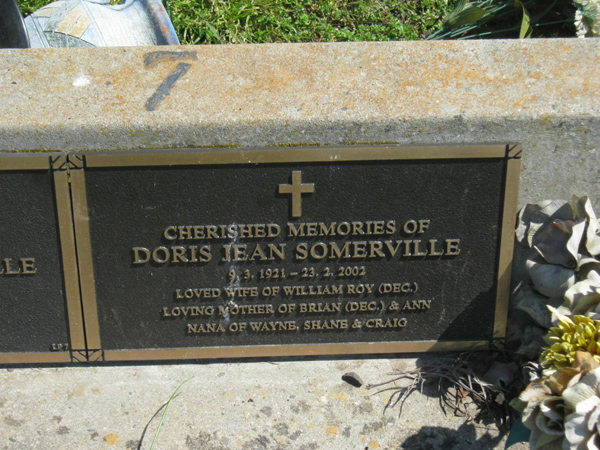 7
LLE
CHERISHED MEMORIES OF
DORIS JEAN SOMERVILLE
9. 3. 1921 – 23. 2. 2002
LOVED WIFE OF WILLIAM ROY (DEC.)
LOVING MOTHER OF BRIAN (DEC.) & ANN
NANA OF WAYNE, SHANE & CRAIG